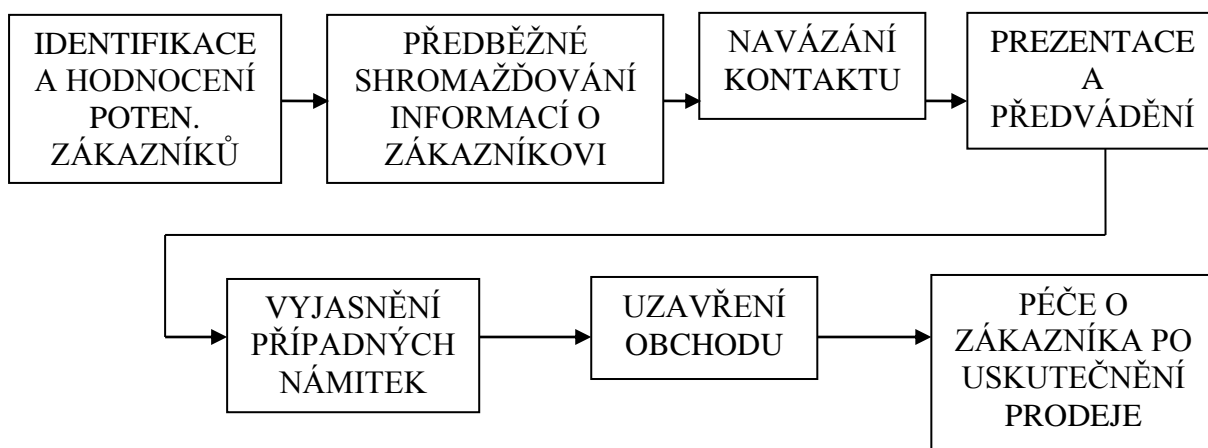 IDENTIFIKACE
A HODNOCENÍ
POTEN.
ZÁKAZNÍKŮ
PŘEDBĚŽNÉ
SHROMAŽĎOVÁNÍ
INFORMACÍ O
ZÁKAZNÍKOVI
NAVÁZÁNÍ
KONTAKTU
PREZENTACE
A
PŘEDVÁDĚNÍ
VYJASNĚNÍ
PŘÍPADNÝCH
NÁMITEK
UZAVŘENÍ
OBCHODU
PÉČE O
ZÁKAZNÍKA PO
USKUTEČNĚNÍ
PRODEJE